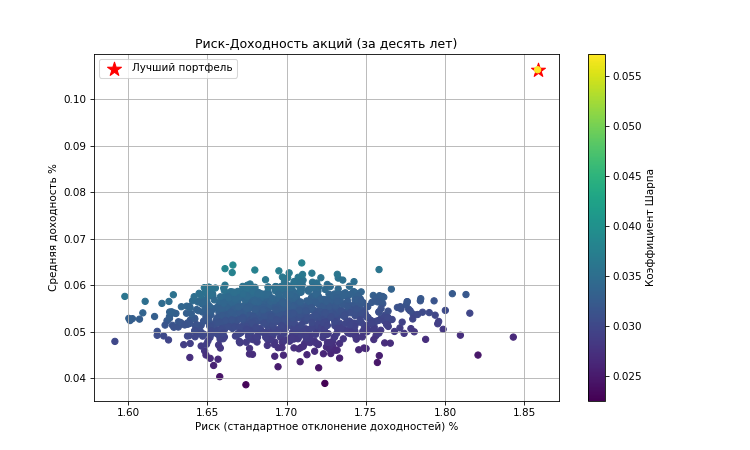 Риск-Доходность акций (за десять лет)
Лучший портфель
0.10
0.09
0.08
0.07
0.06
0.05
0.04
Средняя доходность %
1.60 1.65 1.70 1.75 1.80 1.85
Риск (стандартное отклонение доходностей) %
0.055
0.050
0.045
0.040
0.035
0.030
0.025
Коэффициент Шарпа